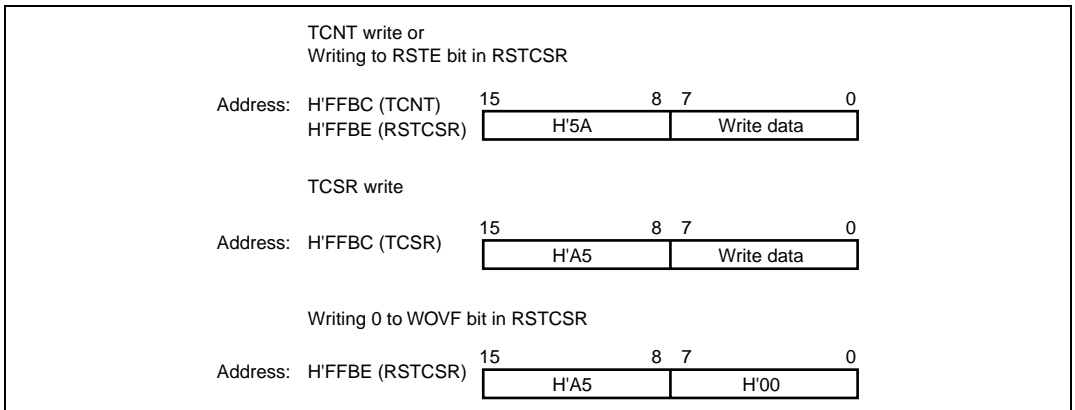 TCNT write or
Writing to RSTE bit in RSTCSR
15 8 7 0
Address: H'FFBC (TCNT)
H'FFBE (RSTCSR) H'5A Write data
TCSR write
15 8 7 0
Address: H'FFBC (TCSR)
H'A5 Write data
Writing 0 to WOVF bit in RSTCSR
15 8 7 0
Address: H'FFBE (RSTCSR)
H'A5 H'00